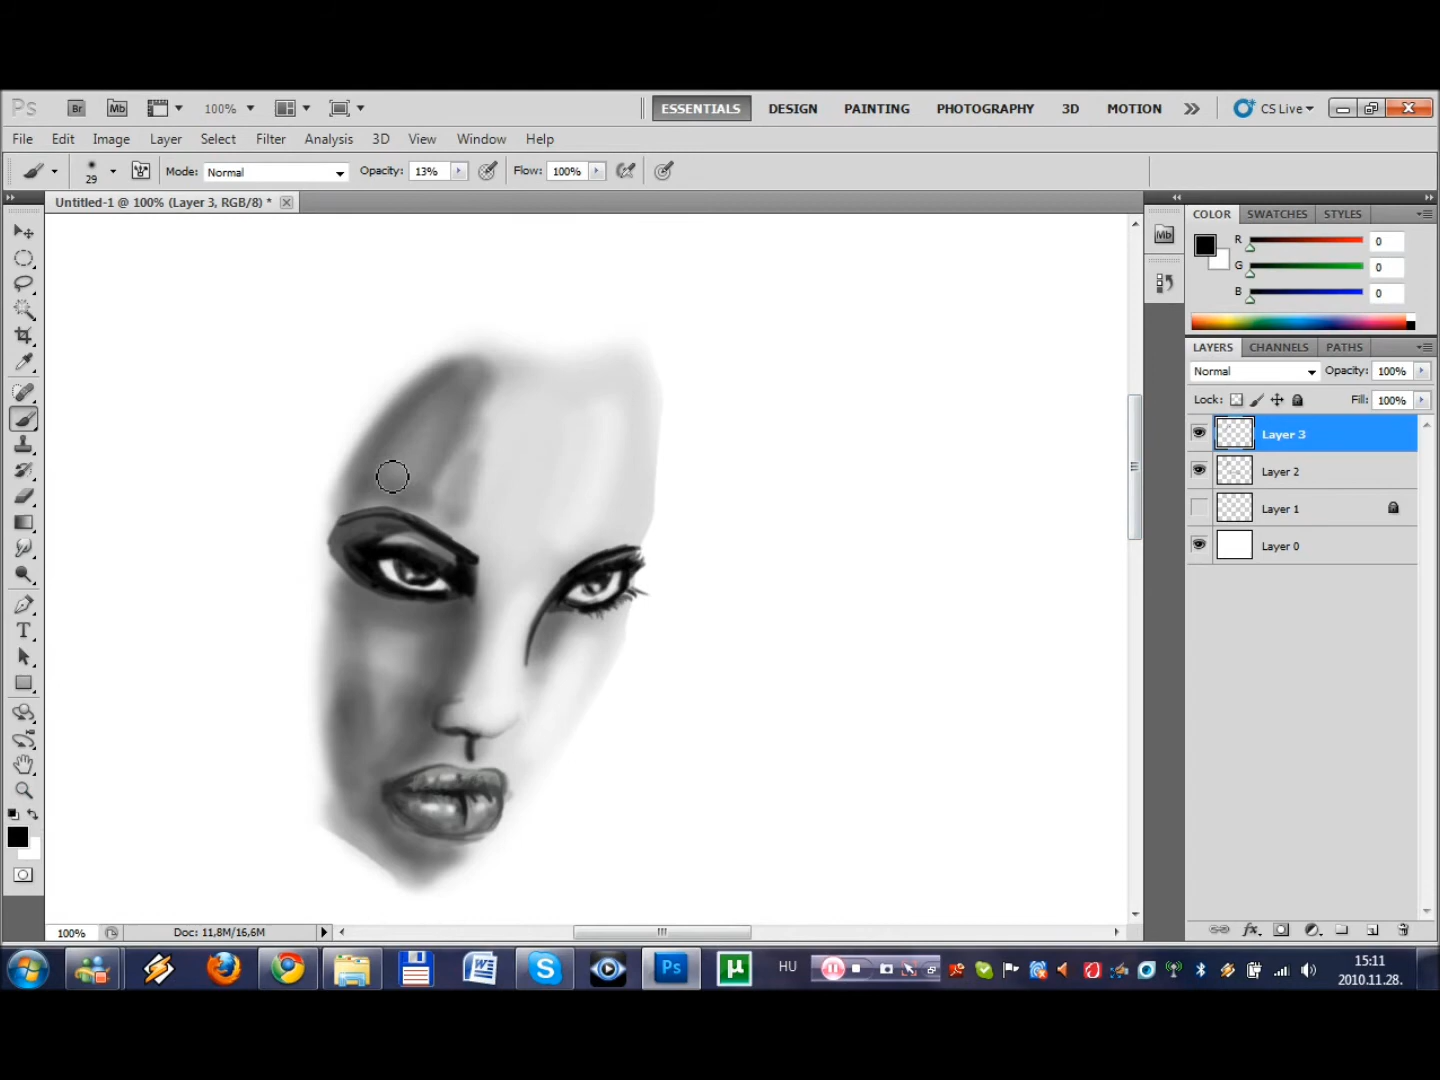 Ps Br Mb 100% ESSENTIALS DESIGN PAINTING PHOTOGRAPHY 3D MOTION CS Live
File Edit Image Layer Select Filter Analysis 3D View Window Help
29 Mode: Normal Opacity: 13% Flow: 100%
Untitled-1 @ 100% (Layer 3, RGB/8) *
COLOR SWATCHES STYLES
Mb
R 0
G 0
B 0
LAYERS CHANNELS PATHS
Normal Opacity: 100%
Lock: Fill: 100%
Layer 3
Layer 2
Layer 1
Layer 0
T
fx
100% Doc: 11,8M/16,6M
W S Ps µ HU 15:11
2010.11.28.